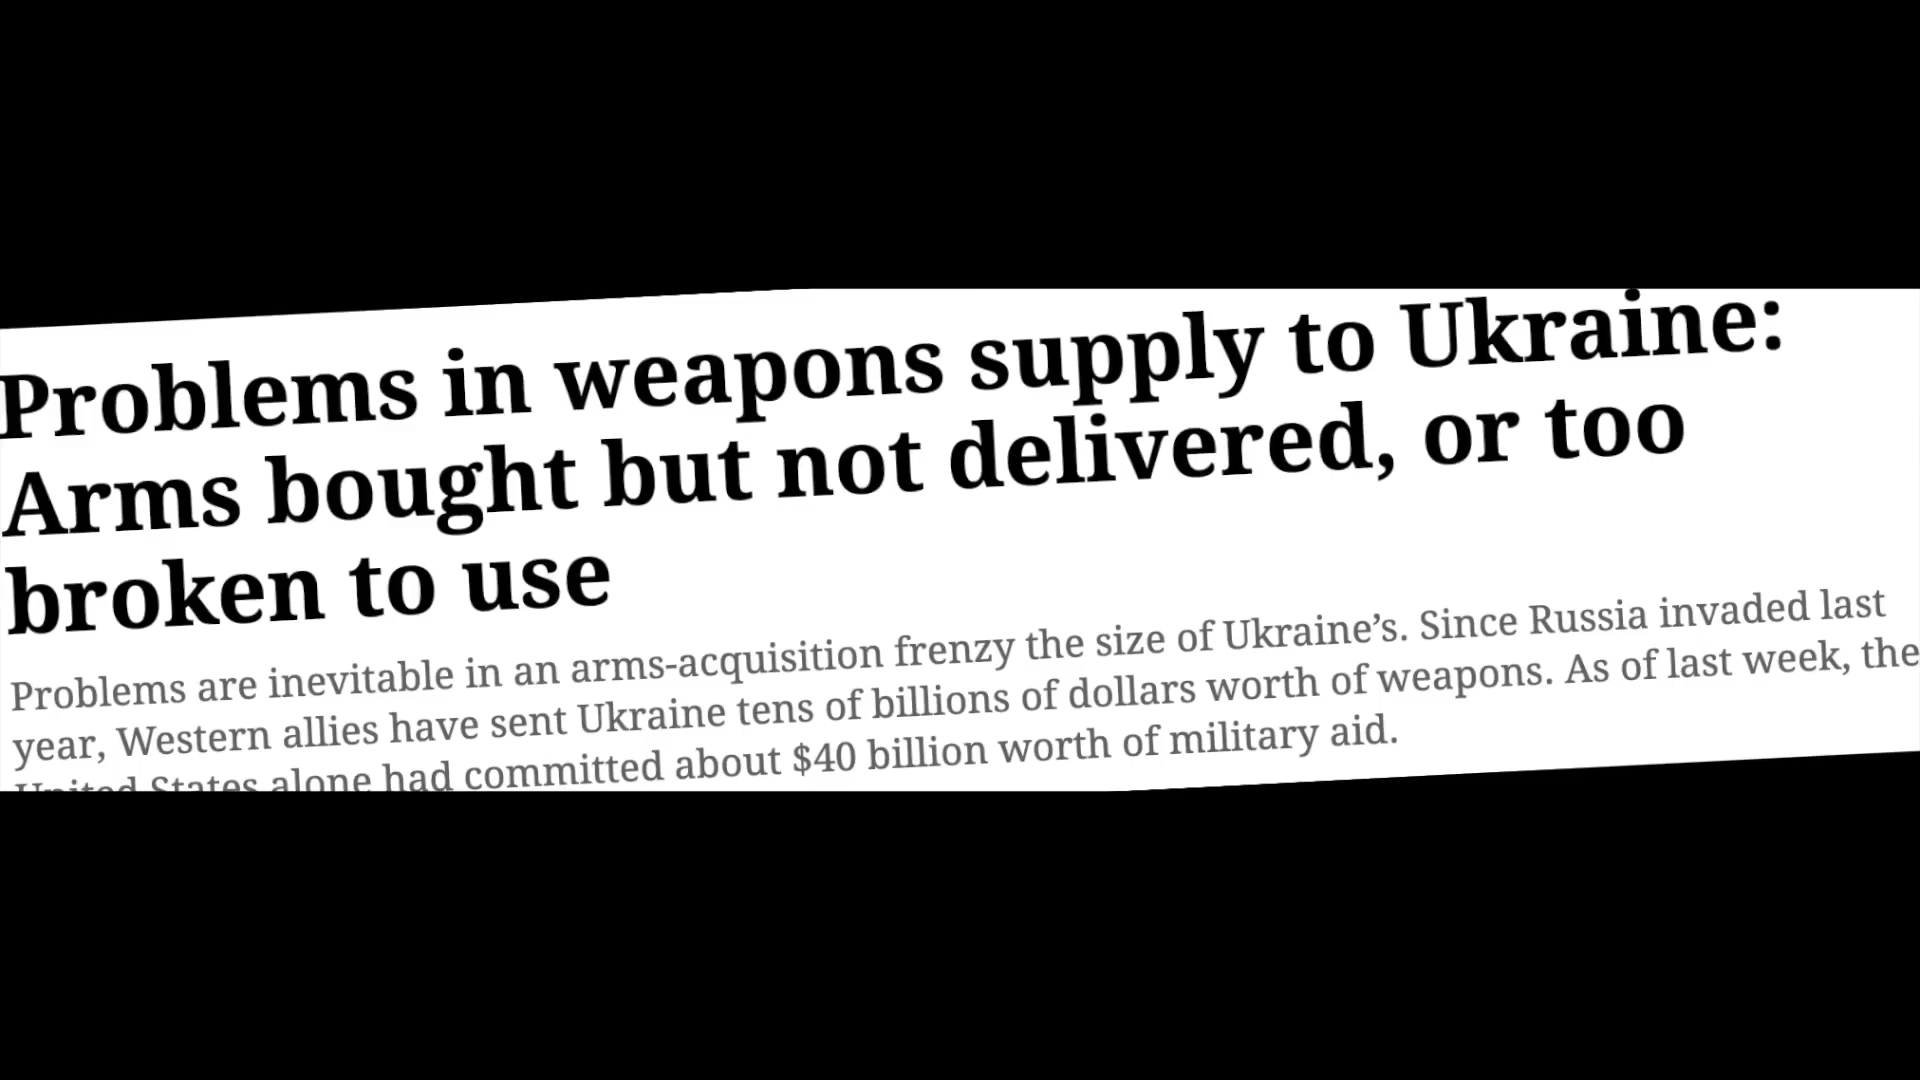 Problems in weapons supply to Ukraine:
Arms bought but not delivered, or too
broken to use
Problems are inevitable in an arms-acquisition frenzy the size of Ukraine’s. Since Russia invaded last
year, Western allies have sent Ukraine tens of billions of dollars worth of weapons. As of last week, the
United States alone had committed about $40 billion worth of military aid.